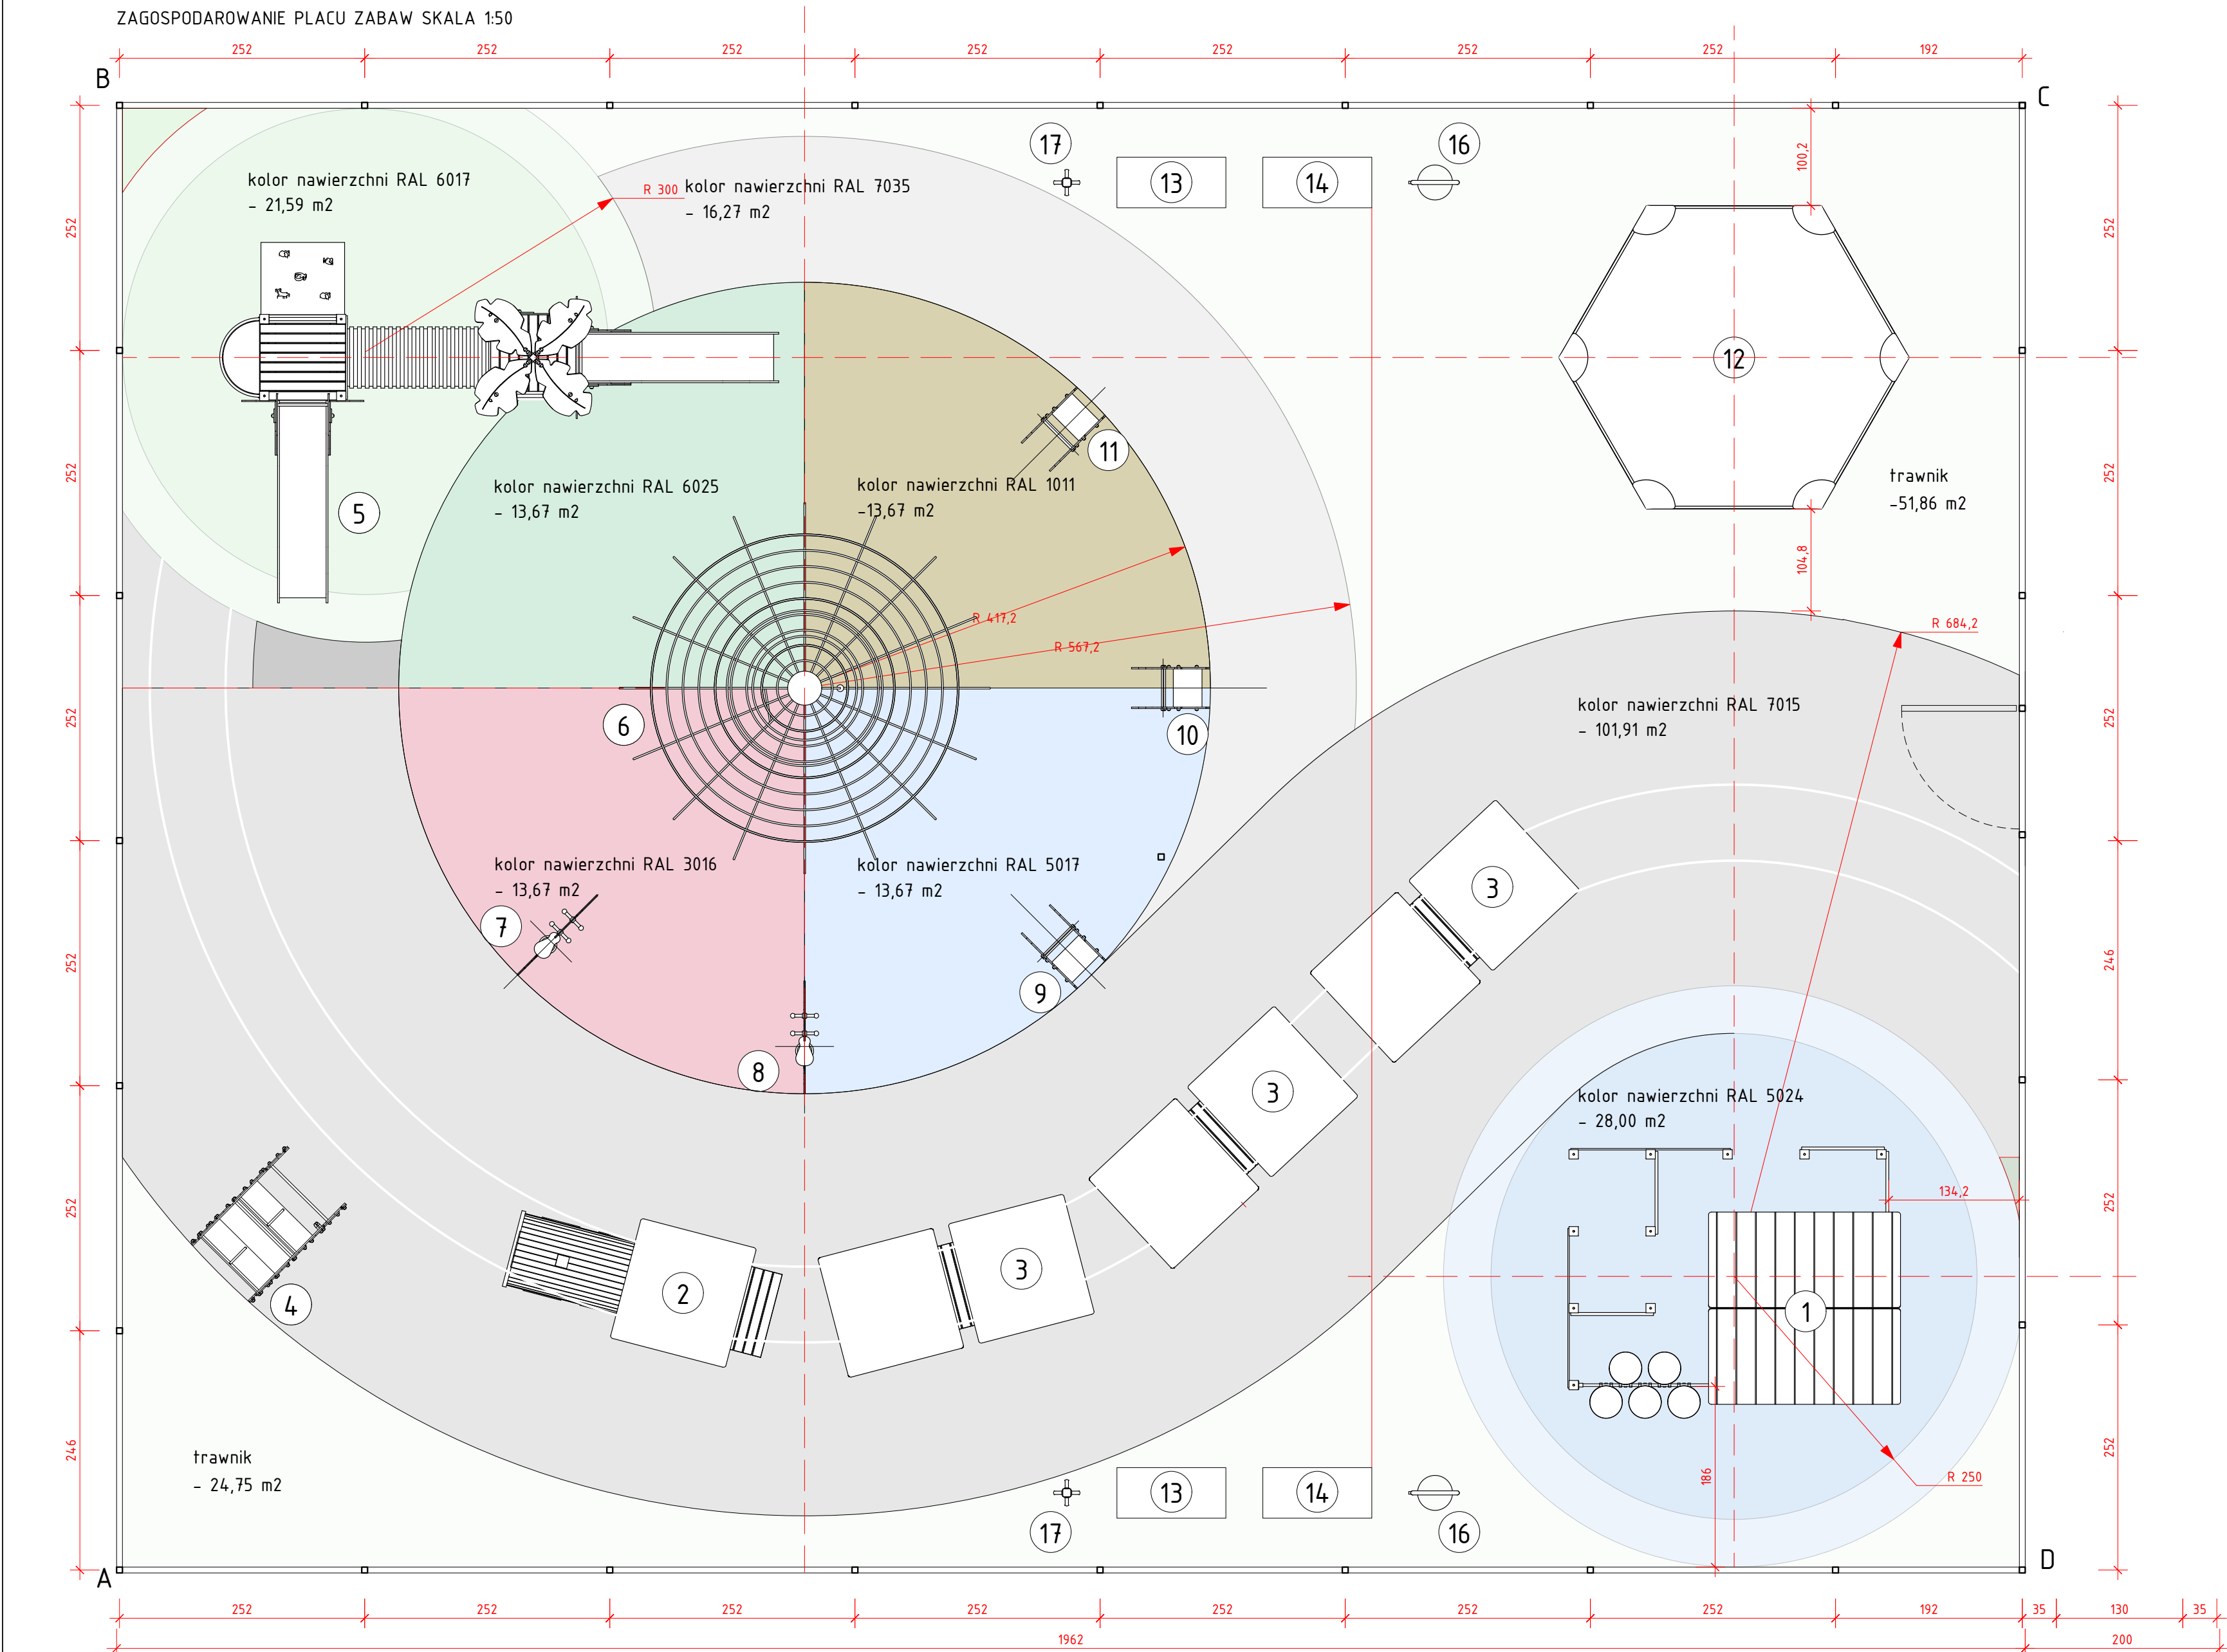 ZAGOSPODAROWANIE PLACU ZABAW SKALA 1:50
252
252
252
252
252
252
252
192
B
C
17
13
14
16
100,2
kolor nawierzchni RAL 6017
- 21,59 m2
R 300
kolor nawierzchni RAL 7035
- 16,27 m2
252
252
12
11
5
252
252
kolor nawierzchni RAL 6025
- 13,67 m2
kolor nawierzchni RAL 1011
-13,67 m2
trawnik
-51,86 m2
104,8
R 417,2
R 567,2
R 684,2
6
10
252
252
kolor nawierzchni RAL 7015
- 101,91 m2
kolor nawierzchni RAL 3016
- 13,67 m2
kolor nawierzchni RAL 5017
- 13,67 m2
3
7
9
8
252
246
3
kolor nawierzchni RAL 5024
- 28,00 m2
134,2
252
252
4
2
3
1
trawnik
- 24,75 m2
246
252
186
R 250
17
13
14
16
A
D
252
252
252
252
252
252
252
192
35
130
35
1962
200